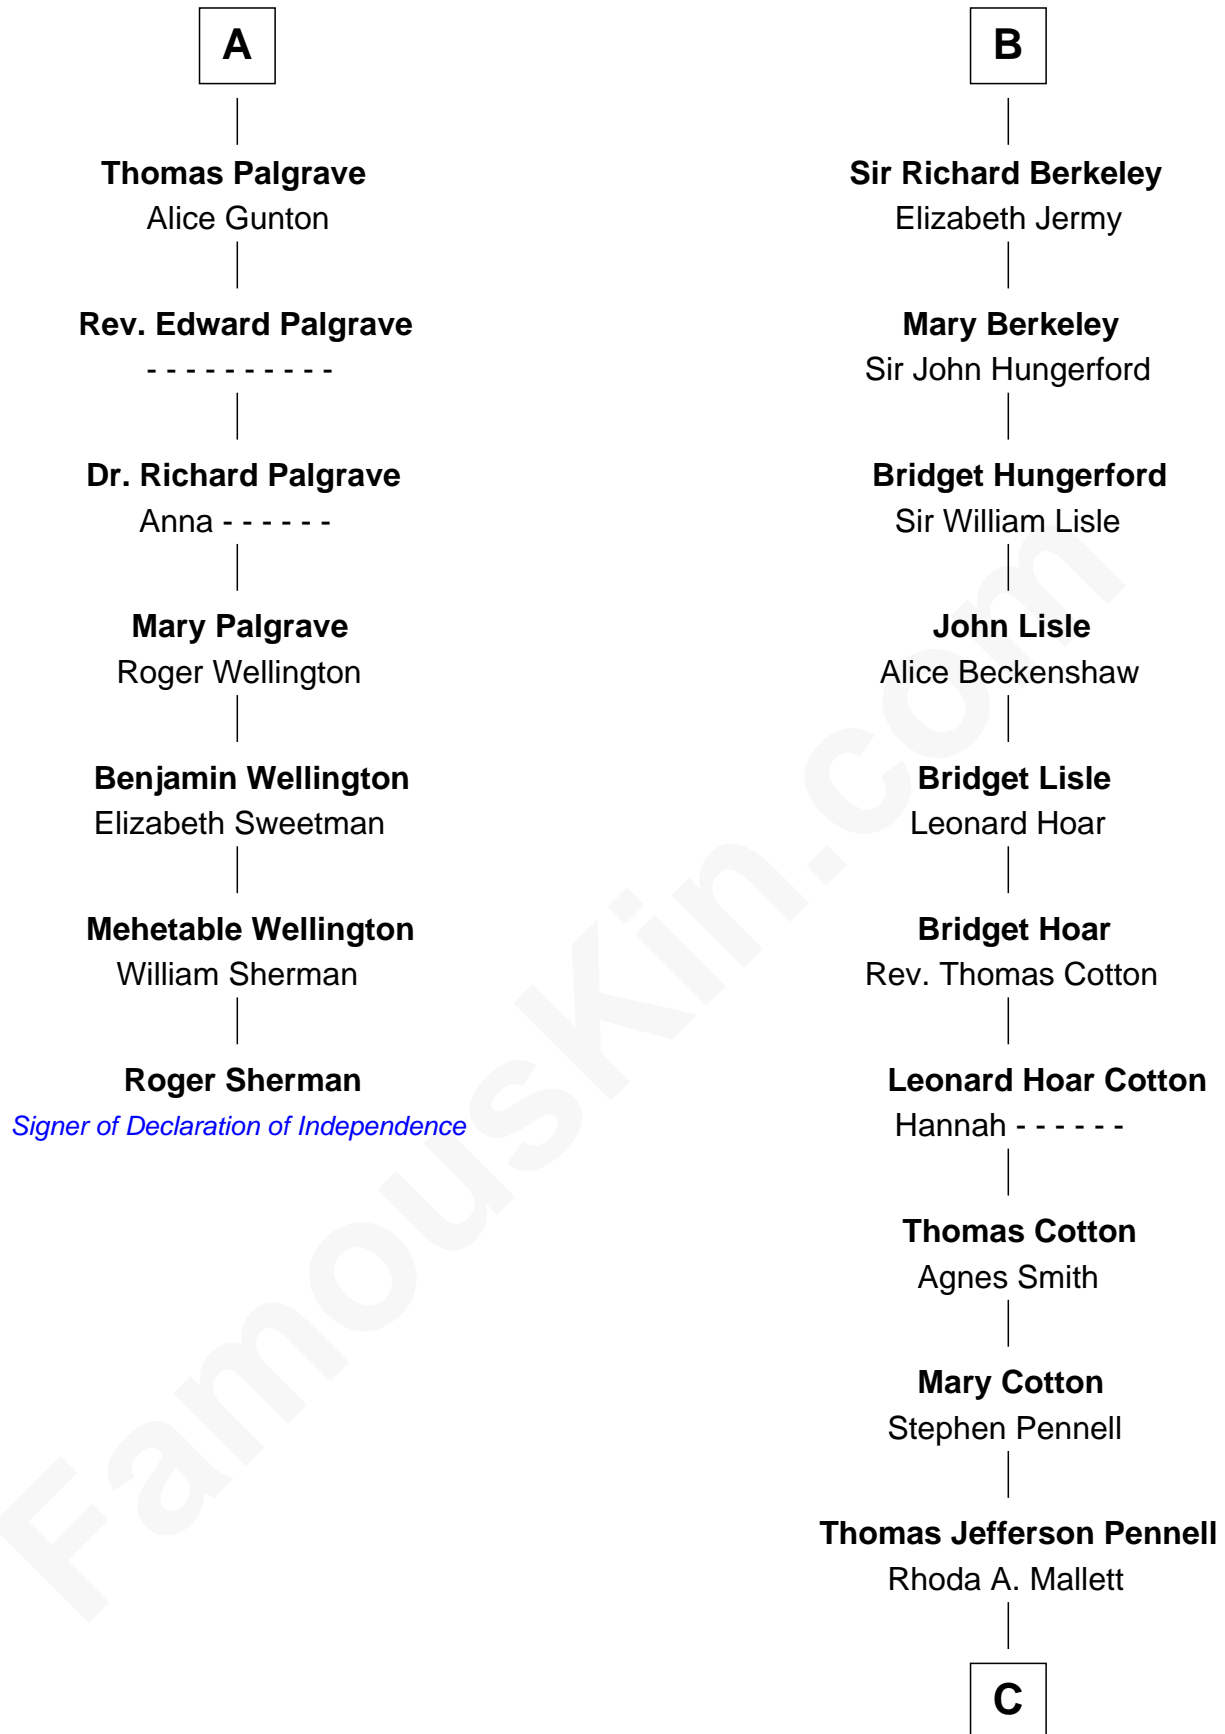 A
Thomas Palgrave
Alice Gunton
Rev. Edward Palgrave
- - - - - - - - - -
Dr. Richard Palgrave
Anna - - - - - -
Mary Palgrave
Roger Wellington
Benjamin Wellington
Elizabeth Sweetman
Mehetable Wellington
William Sherman
Roger Sherman
Signer of Declaration of Independence
B
Sir Richard Berkeley
Elizabeth Jermy
Mary Berkeley
Sir John Hungerford
Bridget Hungerford
Sir William Lisle
John Lisle
Alice Beckenshaw
Bridget Lisle
Leonard Hoar
Bridget Hoar
Rev. Thomas Cotton
Leonard Hoar Cotton
Hannah - - - - - -
Thomas Cotton
Agnes Smith
Mary Cotton
Stephen Pennell
Thomas Jefferson Pennell
Rhoda A. Mallett
C
FamousKin.com